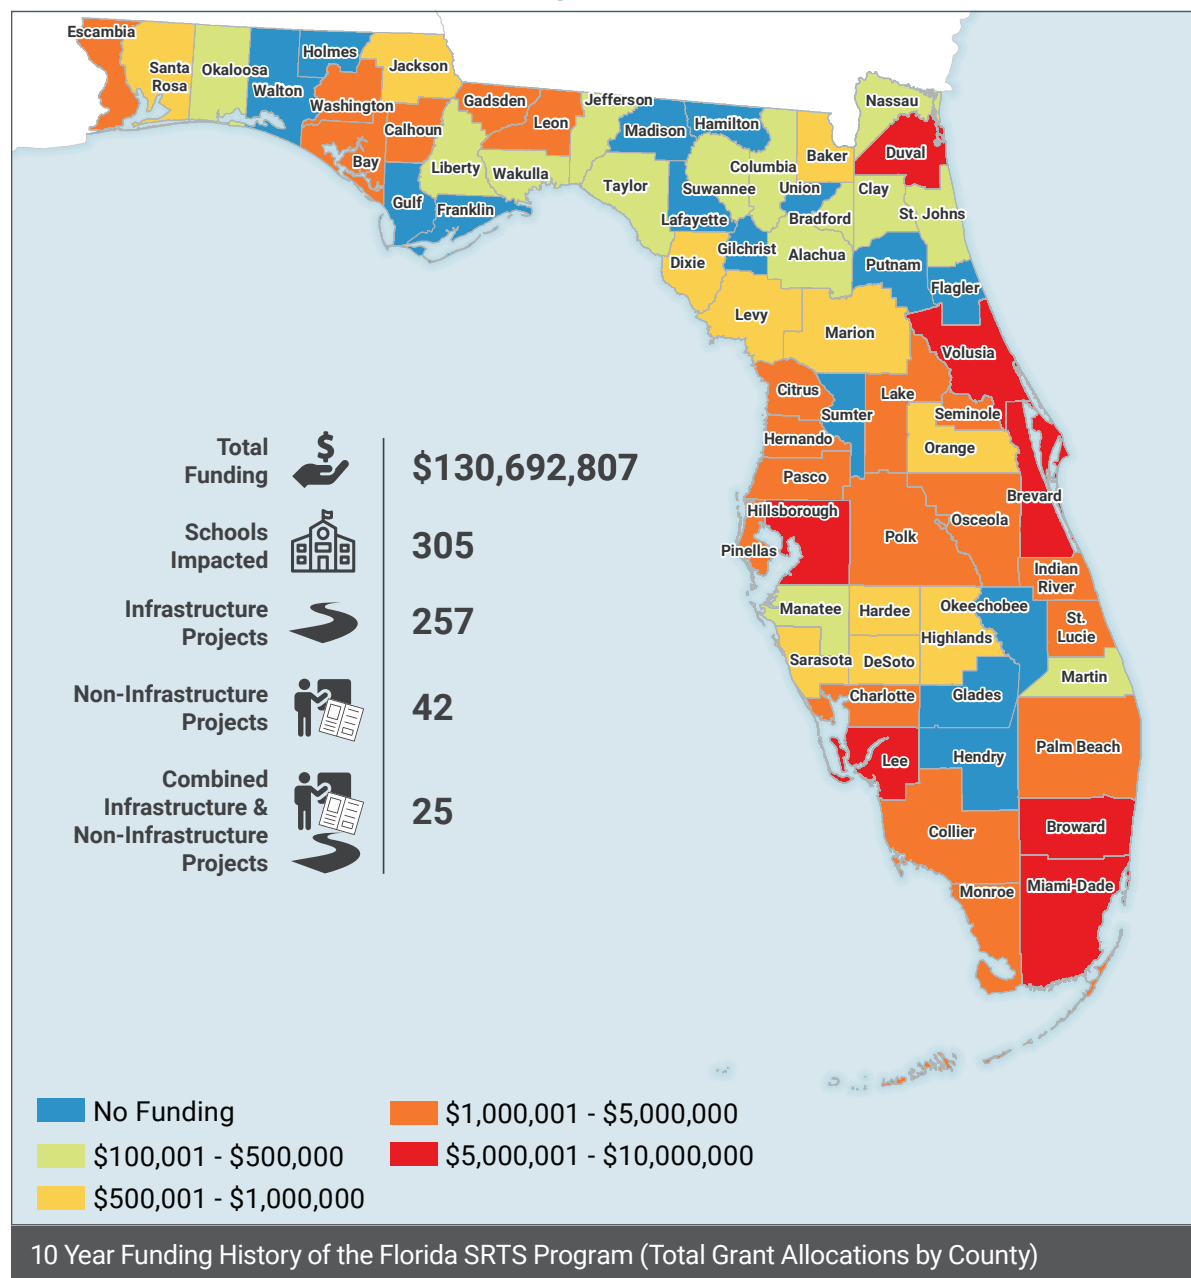 Escambia
Santa
Rosa
Okaloosa
Walton
Holmes
Washington
Jackson
Bay
Calhoun
Gulf
Gadsden
Liberty
Franklin
Leon
Wakulla
Jefferson
Madison
Taylor
Hamilton
Suwannee
Lafayette
Columbia
Baker
Nassau
Duval
Union
Bradford
Clay
St. Johns
Gilchrist
Dixie
Alachua
Putnam
Flagler
Levy
Marion
Volusia
Citrus
Sumter
Lake
Seminole
Hernando
Orange
Pasco
Brevard
Hillsborough
Osceola
Polk
Pinellas
Indian
River
Manatee
Hardee
Okeechobee
Highlands
St.
Lucie
Sarasota
DeSoto
Martin
Charlotte
Glades
Lee
Hendry
Palm Beach
Collier
Broward
Monroe
Miami-Dade
Total
Funding
$
$130,692,807
Schools
Impacted
305
Infrastructure
Projects
257
Non-Infrastructure
Projects
42
Combined
Infrastructure &
Non-Infrastructure
Projects
25
No Funding
$100,001 - $500,000
$500,001 - $1,000,000
$1,000,001 - $5,000,000
$5,000,001 - $10,000,000
10 Year Funding History of the Florida SRTS Program (Total Grant Allocations by County)